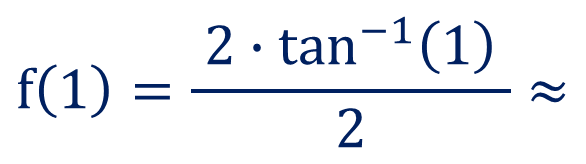 f(1) = 2 · tan⁻¹(1) / 2 ≈